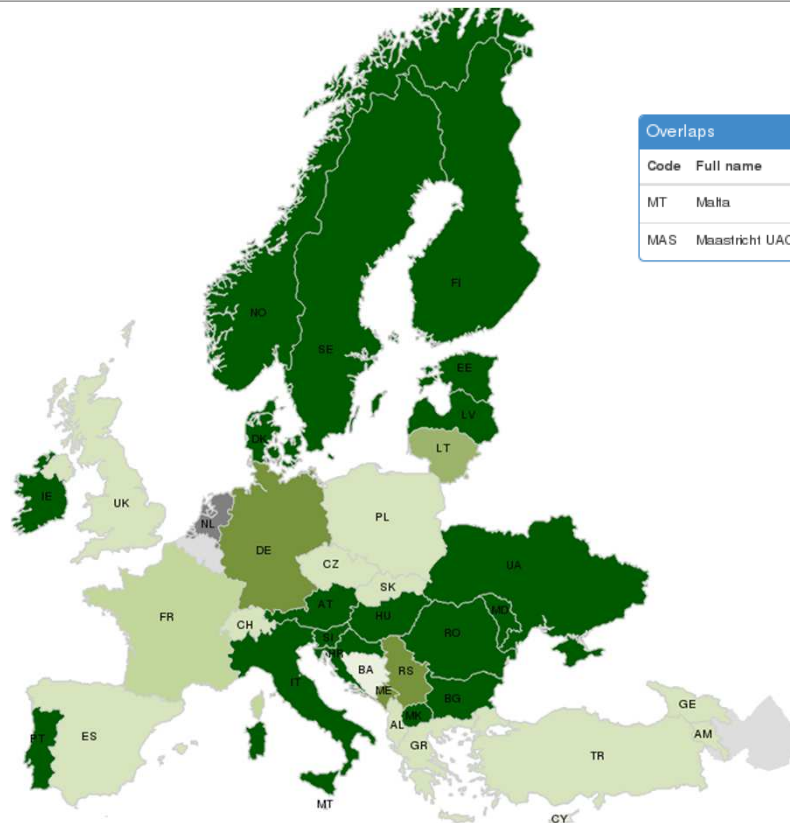 Overlaps
Code Full name
MT Malta
MAS Maastricht UAC
FI
NO
SE
EE
LV
DK
LT
IE
UK
NL
PL
DE
CZ
UA
SK
AT
MD
FR
CH
HU
SI
RO
HR
BA
RS
IT
ME
BG
GE
PT
ES
AL
MK
AM
GR
TR
MT
CY